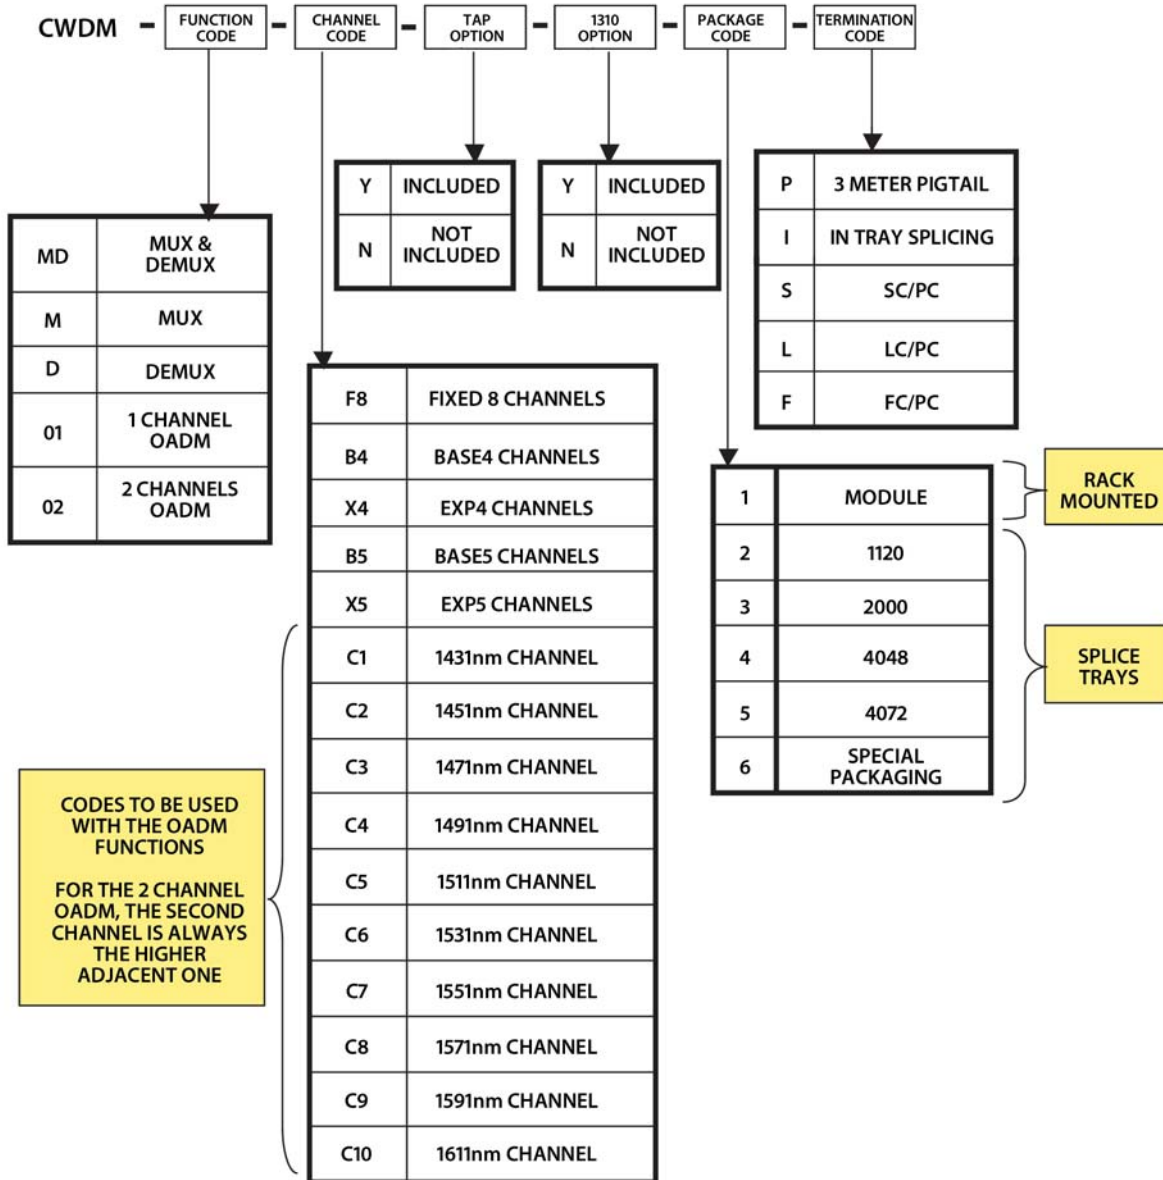 CWDM - FUNCTION CODE - CHANNEL CODE - TAP OPTION - 1310 OPTION - PACKAGE CODE - TERMINATION CODE
MD MUX & DEMUX
M MUX
D DEMUX
01 1 CHANNEL OADM
02 2 CHANNELS OADM
Y INCLUDED
N NOT INCLUDED
Y INCLUDED
N NOT INCLUDED
P 3 METER PIGTAIL
I IN TRAY SPLICING
S SC/PC
L LC/PC
F FC/PC
F8 FIXED 8 CHANNELS
B4 BASE4 CHANNELS
X4 EXP4 CHANNELS
B5 BASE5 CHANNELS
X5 EXP5 CHANNELS
C1 1431nm CHANNEL
C2 1451nm CHANNEL
C3 1471nm CHANNEL
C4 1491nm CHANNEL
C5 1511nm CHANNEL
C6 1531nm CHANNEL
C7 1551nm CHANNEL
C8 1571nm CHANNEL
C9 1591nm CHANNEL
C10 1611nm CHANNEL
1 MODULE
2 1120
3 2000
4 4048
5 4072
6 SPECIAL PACKAGING
RACK
MOUNTED
SPLICE
TRAYS
CODES TO BE USED
WITH THE OADM
FUNCTIONS
FOR THE 2 CHANNEL
OADM, THE SECOND
CHANNEL IS ALWAYS
THE HIGHER
ADJACENT ONE